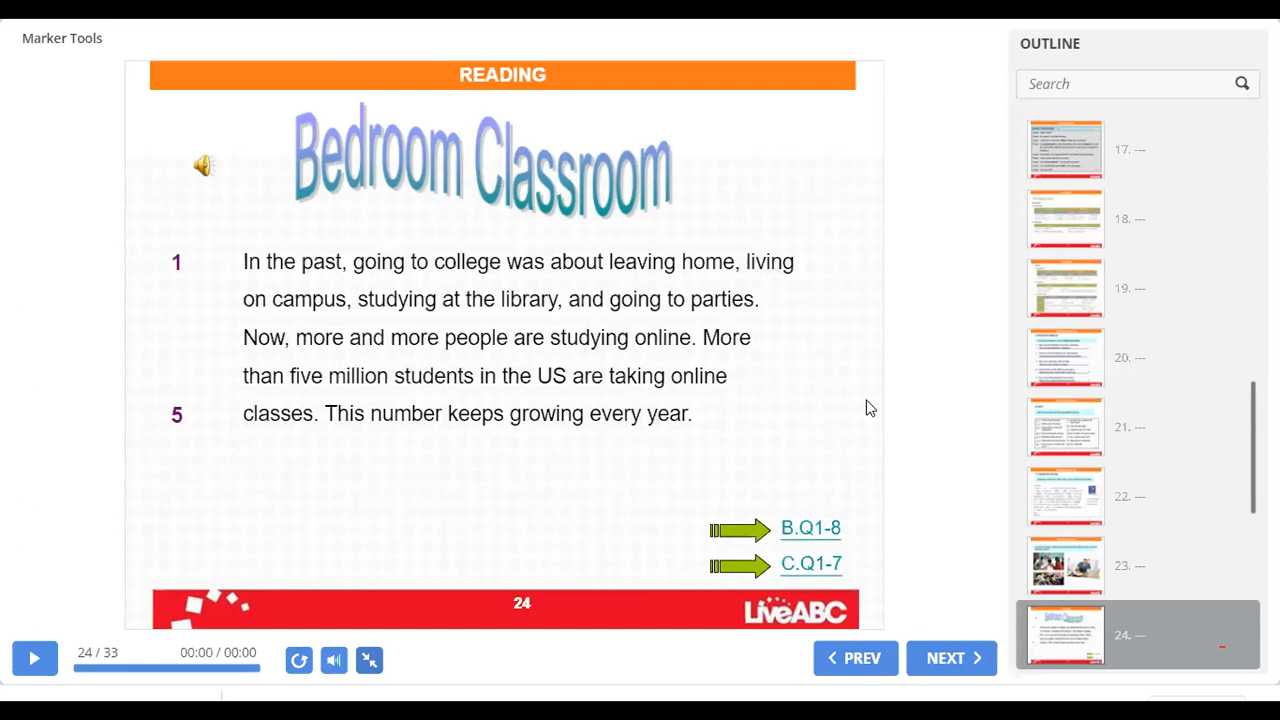 Marker Tools
OUTLINE
Search
READING
Bedroom Classroom
1 In the past, going to college was about leaving home, living
on campus, studying at the library, and going to parties.
Now, more and more people are studying online. More
than five million students in the US are taking online
5 classes. This number keeps growing every year.
B.Q1-8
C.Q1-7
24
LiveABC
17. ---
18. ---
19. ---
20. ---
21. ---
22. ---
23. ---
24. ---
24 / 33
00:00 / 00:00
PREV
NEXT